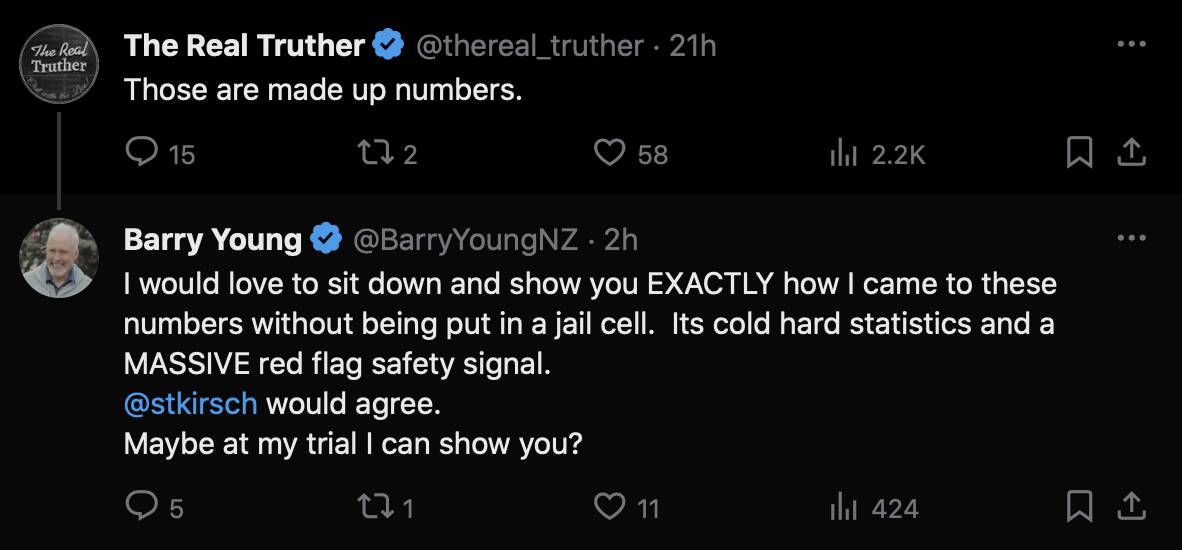 The Real Truther @thereal_truther · 21h
Those are made up numbers.
15 2 58 2.2K
Barry Young @BarryYoungNZ · 2h
I would love to sit down and show you EXACTLY how I came to these
numbers without being put in a jail cell.  Its cold hard statistics and a
MASSIVE red flag safety signal.
@stkirsch would agree.
Maybe at my trial I can show you?
5 1 11 424
The Real
Truther